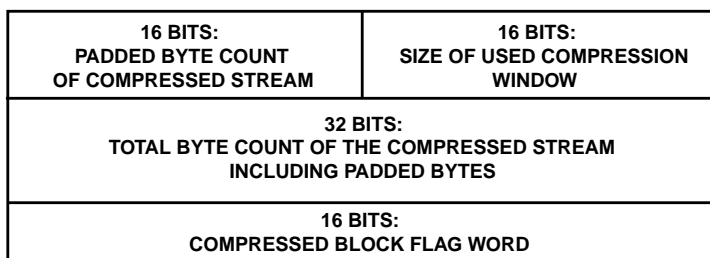 16 BITS:
PADDED BYTE COUNT
OF COMPRESSED STREAM
16 BITS:
SIZE OF USED COMPRESSION
WINDOW
32 BITS:
TOTAL BYTE COUNT OF THE COMPRESSED STREAM
INCLUDING PADDED BYTES
16 BITS:
COMPRESSED BLOCK FLAG WORD